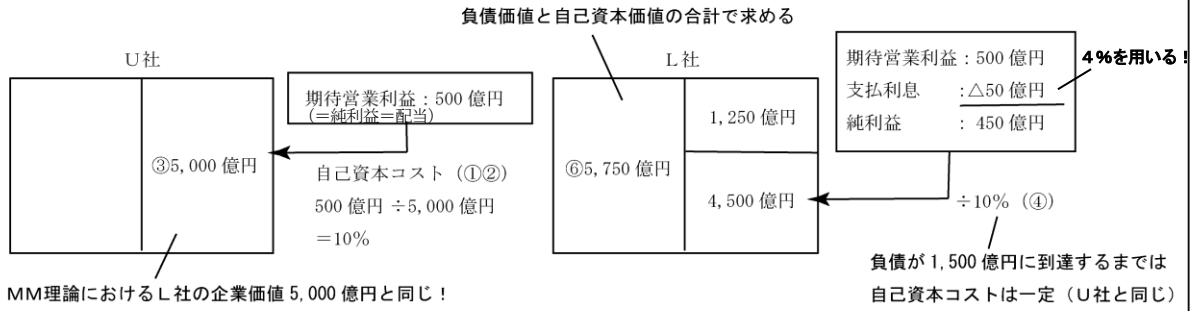 負債価値と自己資本価値の合計で求める
U社
L社
期待営業利益：500億円
(＝純利益＝配当)
期待営業利益：500億円
支払利息　：△50億円
純利益　：450億円
4%を用いる！
③5,000億円
自己資本コスト（①②）
500億円÷5,000億円
＝10%
⑥5,750億円
1,250億円
4,500億円
÷10%（④）
MM理論におけるL社の企業価値5,000億円と同じ！
負債が1,500億円に到達するまでは
自己資本コストは一定（U社と同じ）